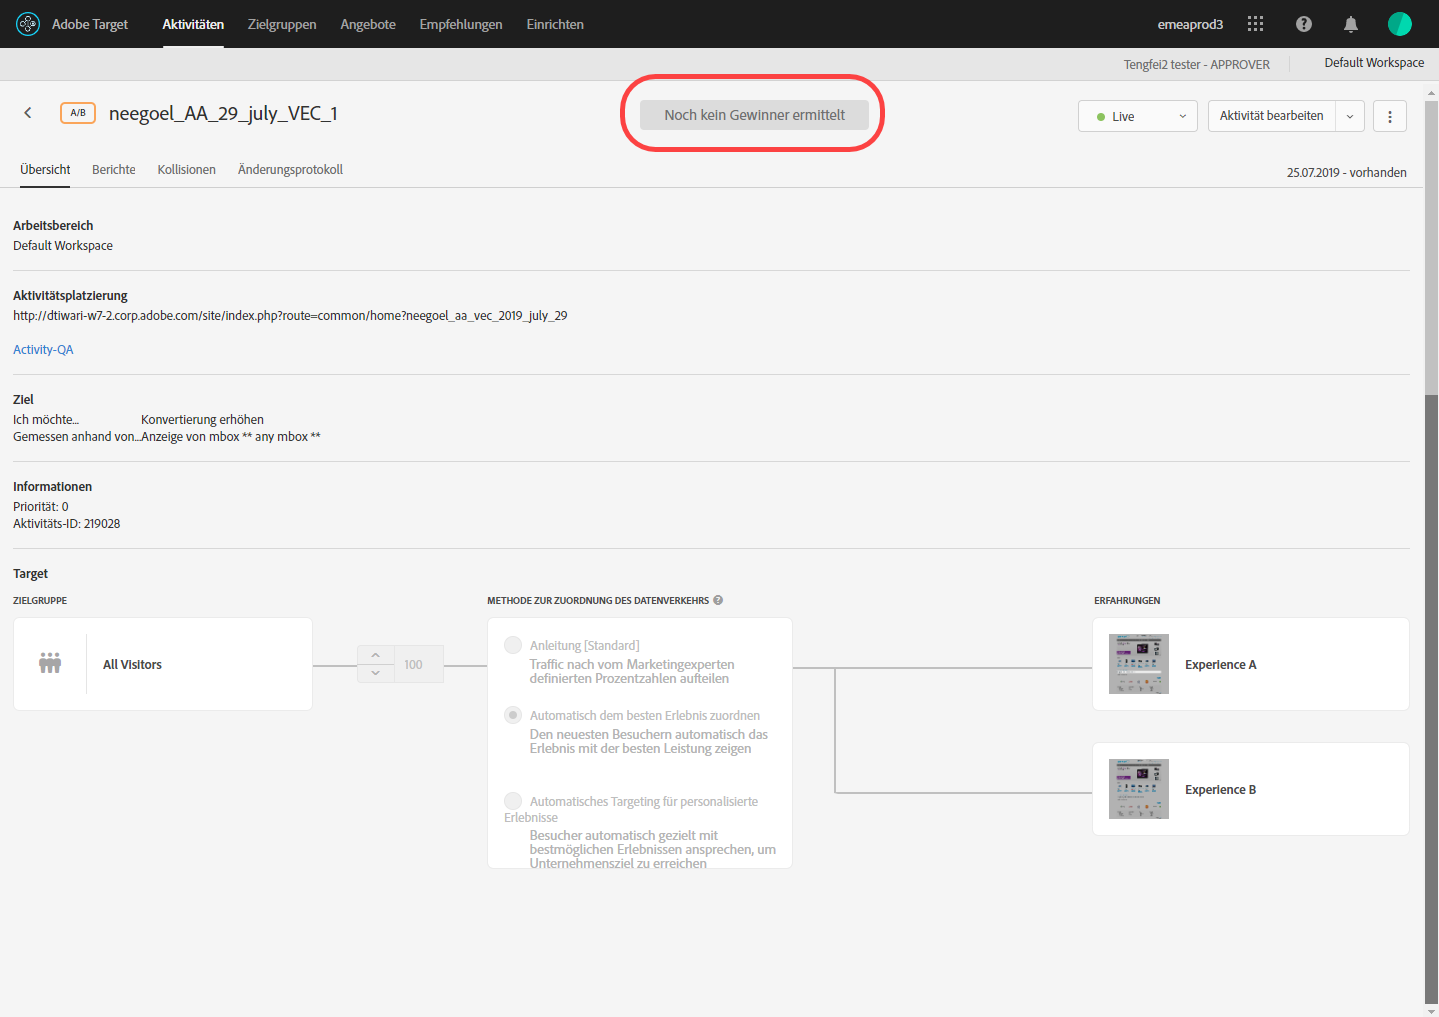 Adobe Target Aktivitäten Zielgruppen Angebote Empfehlungen Einrichten emeaprod3
Tengfei2 tester - APPROVER Default Workspace
A/B neegoel_AA_29_july_VEC_1 Noch kein Gewinner ermittelt Live Aktivität bearbeiten
Übersicht Berichte Kollisionen Änderungsprotokoll 25.07.2019 - vorhanden
Arbeitsbereich
Default Workspace
Aktivitätsplatzierung
http://dtiwari-w7-2.corp.adobe.com/site/index.php?route=common/home?neegoel_aa_vec_2019_july_29
Activity-QA
Ziel
Ich möchte... Konvertierung erhöhen
Gemessen anhand von... Anzeige von mbox ** any mbox **
Informationen
Priorität: 0
Aktivitäts-ID: 219028
Target
ZIELGRUPPE METHODE ZUR ZUORDNUNG DES DATENVERKEHRS ERFAHRUNGEN
All Visitors
100
Anleitung [Standard]
Traffic nach vom Marketingexperten
definierten Prozentzahlen aufteilen
Automatisch dem besten Erlebnis zuordnen
Den neuesten Besuchern automatisch das
Erlebnis mit der besten Leistung zeigen
Automatisches Targeting für personalisierte
Erlebnisse
Besucher automatisch gezielt mit
bestmöglichen Erlebnissen ansprechen, um
Unternehmensziel zu erreichen
Experience A
Experience B